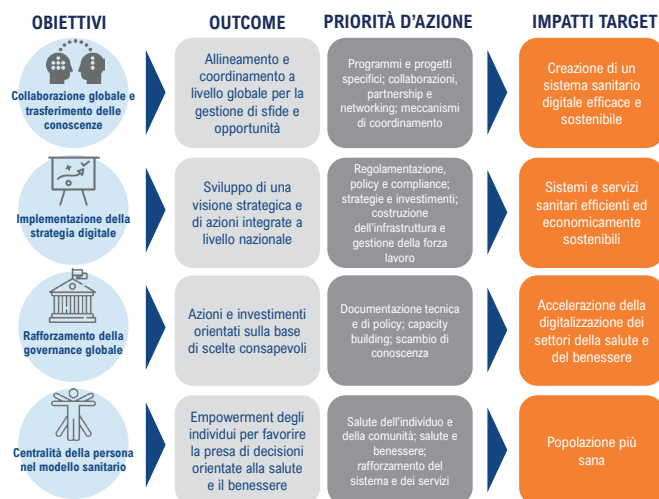 OBIETTIVI
OUTCOME
PRIORITÀ D'AZIONE
IMPATTI TARGET
Collaborazione globale e
trasferimento delle
conoscenze
Allineamento e
coordinamento a
livello globale per la
gestione di sfide e
opportunità
Programmi e progetti
specifici; collaborazioni,
partnership e
networking; meccanismi
di coordinamento
Creazione di un
sistema sanitario
digitale efficace e
sostenibile
Implementazione della
strategia digitale
Sviluppo di una
visione strategica e
di azioni integrate a
livello nazionale
Regolamentazione,
policy e compliance;
strategie e investimenti;
costruzione
dell'infrastruttura e
gestione della forza
lavoro
Sistemi e servizi
sanitari efficienti ed
economicamente
sostenibili
Rafforzamento della
governance globale
Azioni e investimenti
orientati sulla base
di scelte consapevoli
Documentazione tecnica
e di policy; capacity
building; scambio di
conoscenza
Accelerazione della
digitalizzazione dei
settori della salute e
del benessere
Centralità della persona
nel modello sanitario
Empowerment degli
individui per favorire
la presa di decisioni
orientate alla salute
e il benessere
Salute dell'individuo e
della comunità; salute e
benessere;
rafforzamento del
sistema e dei servizi
Popolazione più
sana